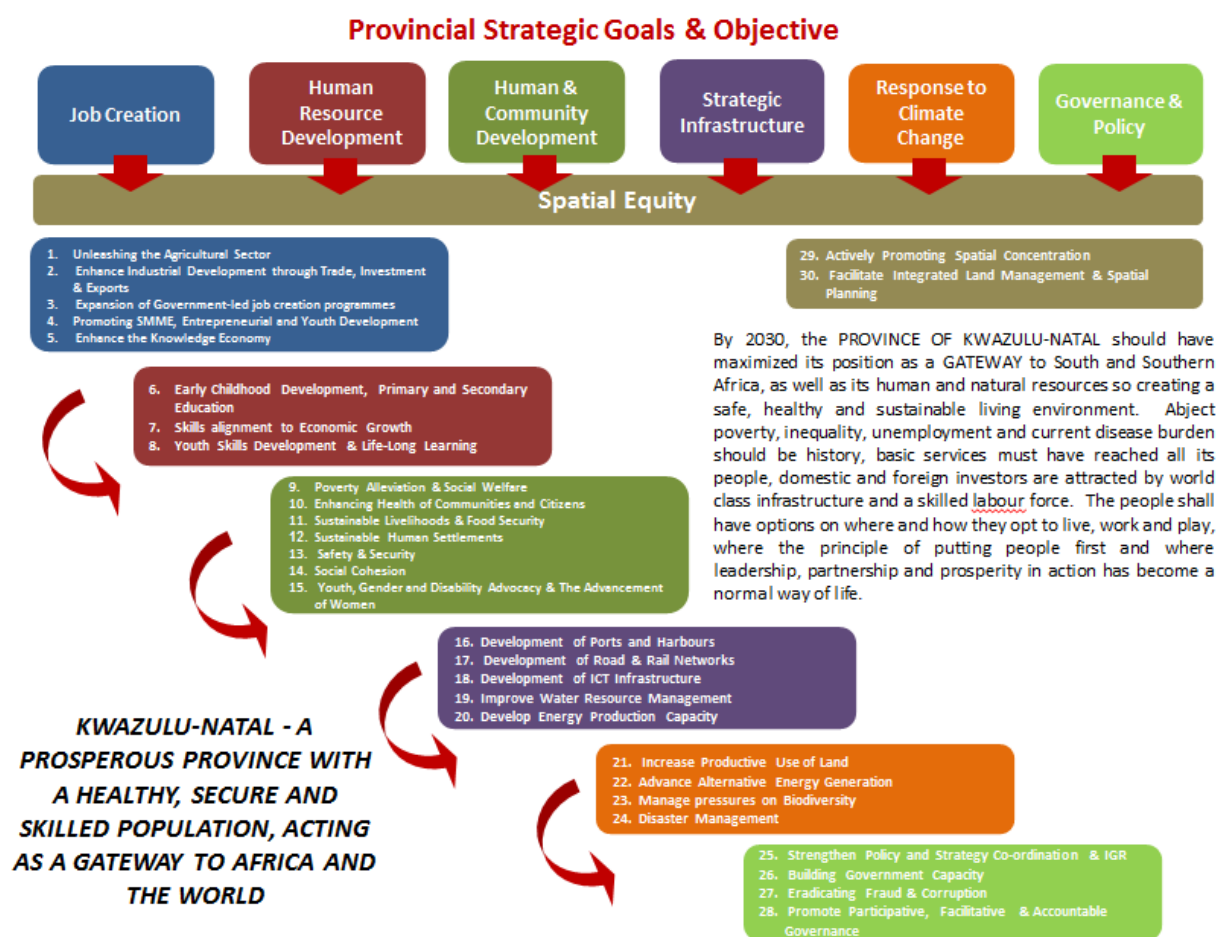 Provincial Strategic Goals & Objective
Job Creation
Human
Resource
Development
Human &
Community
Development
Strategic
Infrastructure
Response to
Climate
Change
Governance &
Policy
Spatial Equity
1. Unleashing the Agricultural Sector
2. Enhance Industrial Development through Trade, Investment
& Exports
3. Expansion of Government-led job creation programmes
4. Promoting SMME, Entrepreneurial and Youth Development
5. Enhance the Knowledge Economy
29. Actively Promoting Spatial Concentration
30. Facilitate Integrated Land Management & Spatial
Planning
By 2030, the PROVINCE OF KWAZULU-NATAL should have
maximized its position as a GATEWAY to South and Southern
Africa, as well as its human and natural resources so creating a
safe, healthy and sustainable living environment. Abject
poverty, inequality, unemployment and current disease burden
should be history, basic services must have reached all its
people, domestic and foreign investors are attracted by world
class infrastructure and a skilled labour force. The people shall
have options on where and how they opt to live, work and play,
where the principle of putting people first and where
leadership, partnership and prosperity in action has become a
normal way of life.
6. Early Childhood Development, Primary and Secondary
Education
7. Skills alignment to Economic Growth
8. Youth Skills Development & Life-Long Learning
9. Poverty Alleviation & Social Welfare
10. Enhancing Health of Communities and Citizens
11. Sustainable Livelihoods & Food Security
12. Sustainable Human Settlements
13. Safety & Security
14. Social Cohesion
15. Youth, Gender and Disability Advocacy & The Advancement
of Women
16. Development of Ports and Harbours
17. Development of Road & Rail Networks
18. Development of ICT Infrastructure
19. Improve Water Resource Management
20. Develop Energy Production Capacity
21. Increase Productive Use of Land
22. Advance Alternative Energy Generation
23. Manage pressures on Biodiversity
24. Disaster Management
25. Strengthen Policy and Strategy Co-ordination & IGR
26. Building Government Capacity
27. Eradicating Fraud & Corruption
28. Promote Participative, Facilitative & Accountable
Governance
KWAZULU-NATAL - A
PROSPEROUS PROVINCE WITH
A HEALTHY, SECURE AND
SKILLED POPULATION, ACTING
AS A GATEWAY TO AFRICA AND
THE WORLD